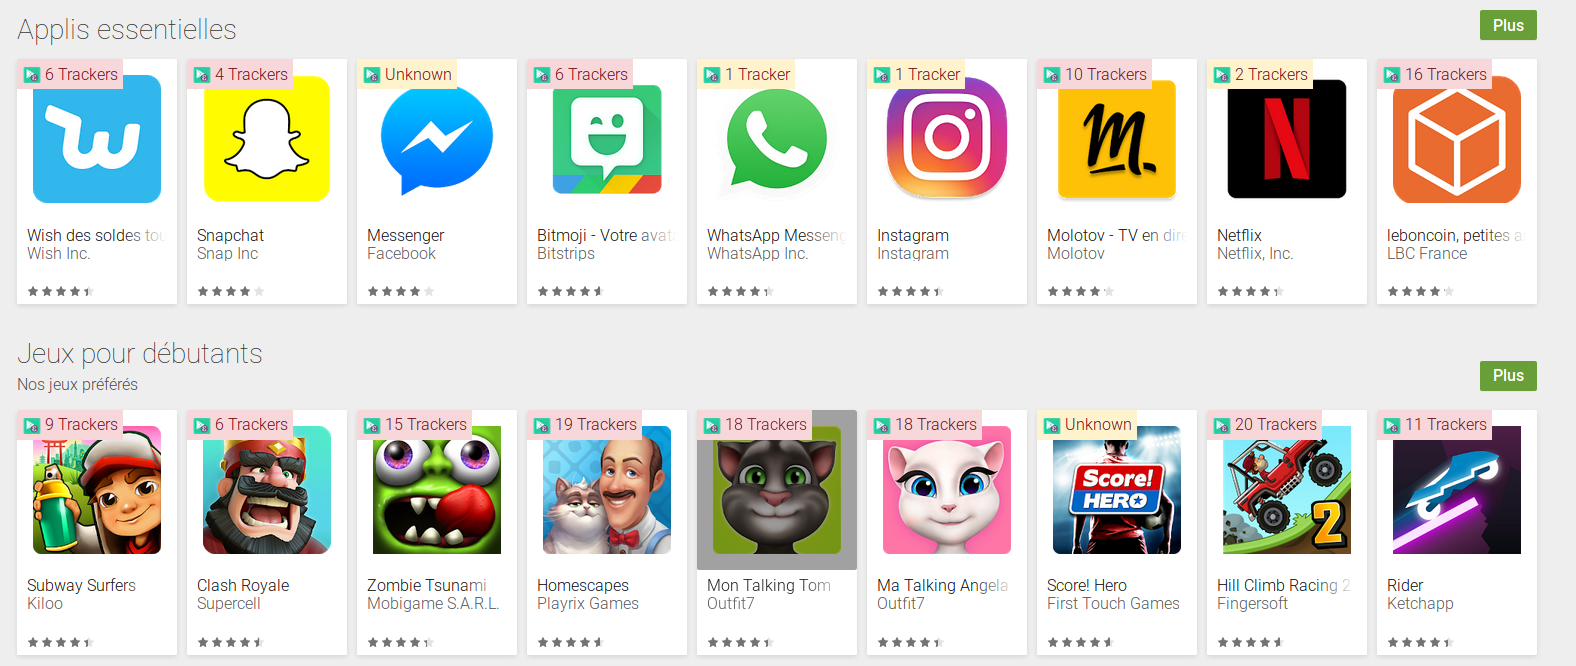 Applis essentielles
Plus
6 Trackers
4 Trackers
Unknown
6 Trackers
1 Tracker
1 Tracker
10 Trackers
2 Trackers
16 Trackers
Wish des soldes tou
Wish Inc.
Snapchat
Snap Inc
Messenger
Facebook
Bitmoji - Votre avata
Bitstrips
WhatsApp Messeng
WhatsApp Inc.
Instagram
Instagram
Molotov - TV en dire
Molotov
Netflix
Netflix, Inc.
leboncoin, petites a
LBC France
Jeux pour débutants
Nos jeux préférés
Plus
9 Trackers
6 Trackers
15 Trackers
19 Trackers
18 Trackers
18 Trackers
Unknown
20 Trackers
11 Trackers
Score!
HERO
2
Subway Surfers
Kiloo
Clash Royale
Supercell
Zombie Tsunami
Mobigame S.A.R.L.
Homescapes
Playrix Games
Mon Talking Tom
Outfit7
Ma Talking Angela
Outfit7
Score! Hero
First Touch Games
Hill Climb Racing 2
Fingersoft
Rider
Ketchapp